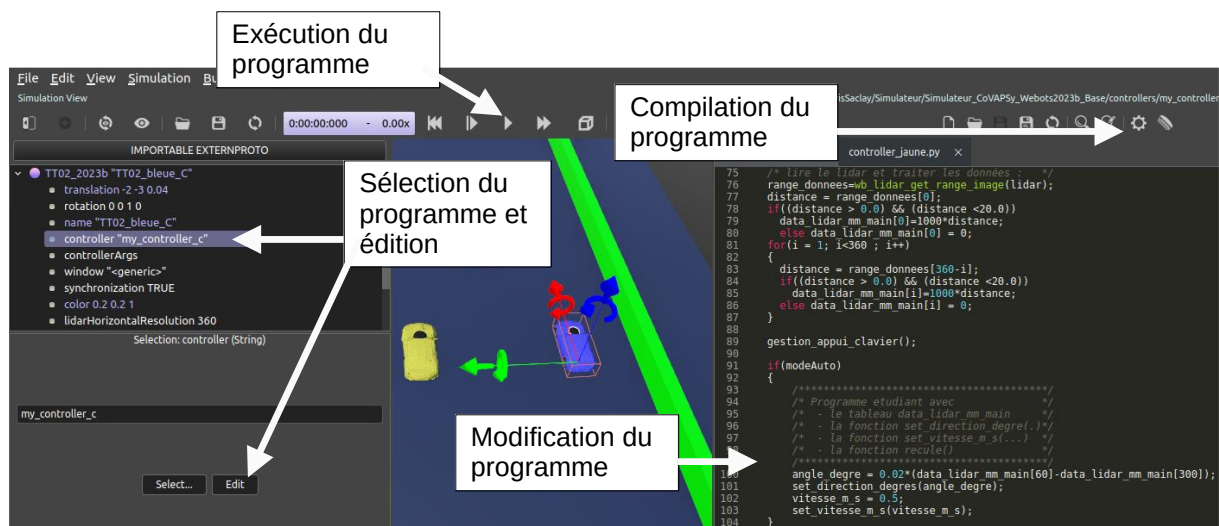 Exécution du
programme
File Edit View Simulation
Simulation View
isSaclay/Simulateur/Simulateur_CoVAPSy_Webots2023b_Base/controllers/my_controller
Compilation du
programme
0:00:00:000 - 0.00x
IMPORTABLE EXTERNPROTO
controller_jaune.py ×
TT02_2023b "TT02_bleue_C"
translation -2 -3 0.04
rotation 0 0 1 0
name "TT02_bleue_C"
controller "my_controller_c"
controllerArgs
window "<generic>"
synchronization TRUE
color 0.2 0.2 1
lidarHorizontalResolution 360
Sélection du
programme et
édition
Selection: controller (String)
my_controller_c
Select... Edit
75 /* lire le lidar et traiter les données : */
76 range_donnees=wb_lidar_get_range_image(lidar);
77 distance = range_donnees[0];
78 if((distance > 0.0) && (distance <20.0))
79 data_lidar_mm_main[0]=1000*distance;
80 else data_lidar_mm_main[0] = 0;
81 for(i = 1; i<360 ; i++)
82 {
83 distance = range_donnees[360-i];
84 if((distance > 0.0) && (distance <20.0))
85 data_lidar_mm_main[i]=1000*distance;
86 else data_lidar_mm_main[i] = 0;
87 }
88
89 gestion_appui_clavier();
90
91 if(modeAuto)
92 {
93 /****************************************/
94 /* Programme etudiant avec */
95 /* - le tableau data_lidar_mm_main */
96 /* - la fonction set_direction_degre(.)*/
97 /* - la fonction set_vitesse_m_s(...) */
/* - la fonction recule() */
/****************************************/
100 angle_degre = 0.02*(data_lidar_mm_main[60]-data_lidar_mm_main[300]);
101 set_direction_degres(angle_degre);
102 vitesse_m_s = 0.5;
103 set_vitesse_m_s(vitesse_m_s);
104 }
Modification du
programme